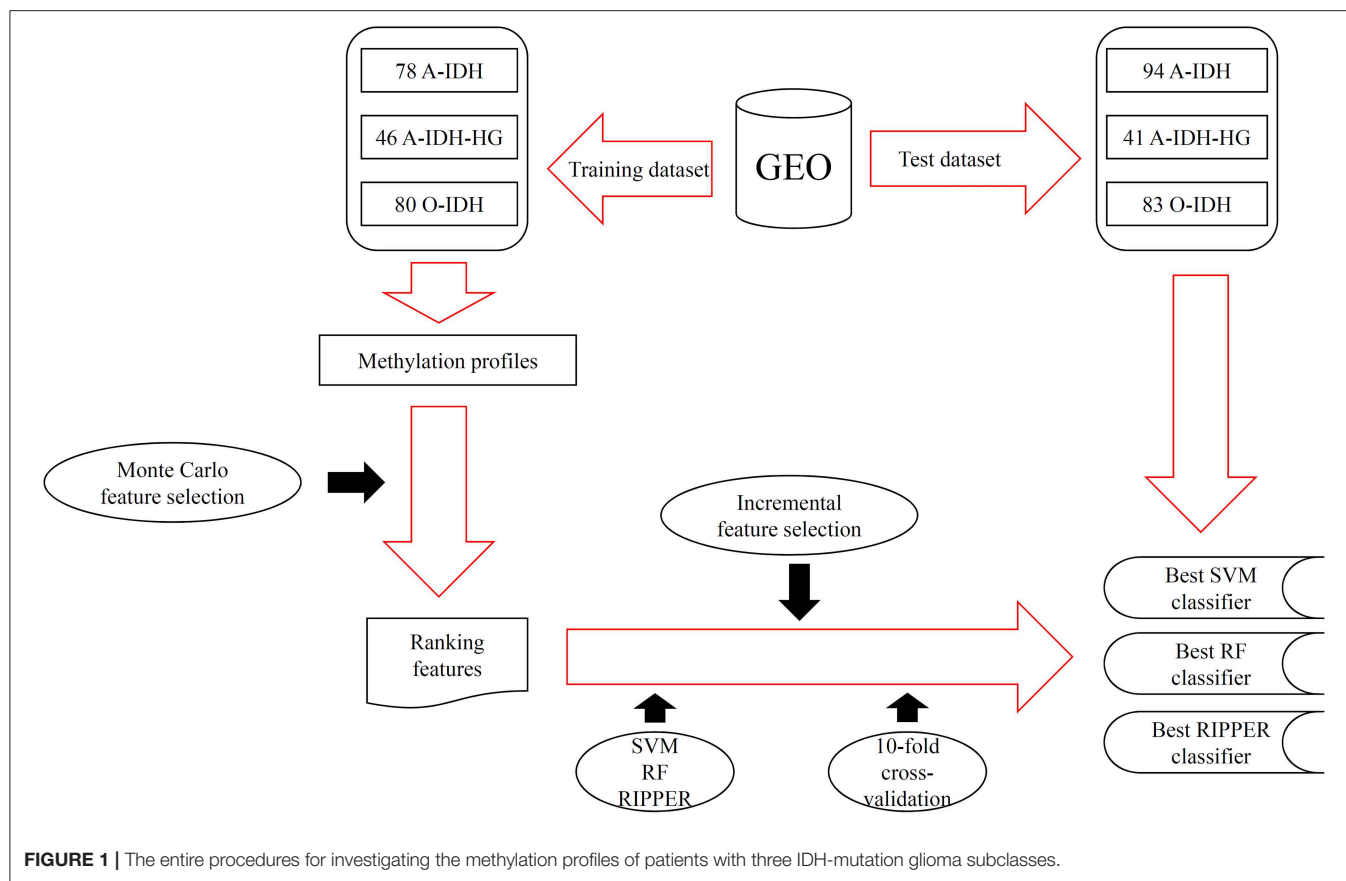 78 A-IDH
46 A-IDH-HG
80 O-IDH
Training dataset
GEO
Test dataset
94 A-IDH
41 A-IDH-HG
83 O-IDH
Methylation profiles
Monte Carlo
feature selection
Incremental
feature selection
Ranking
features
SVM
RF
RIPPER
10-fold
cross-
validation
Best SVM
classifier
Best RF
classifier
Best RIPPER
classifier
FIGURE 1 | The entire procedures for investigating the methylation profiles of patients with three IDH-mutation glioma subclasses.